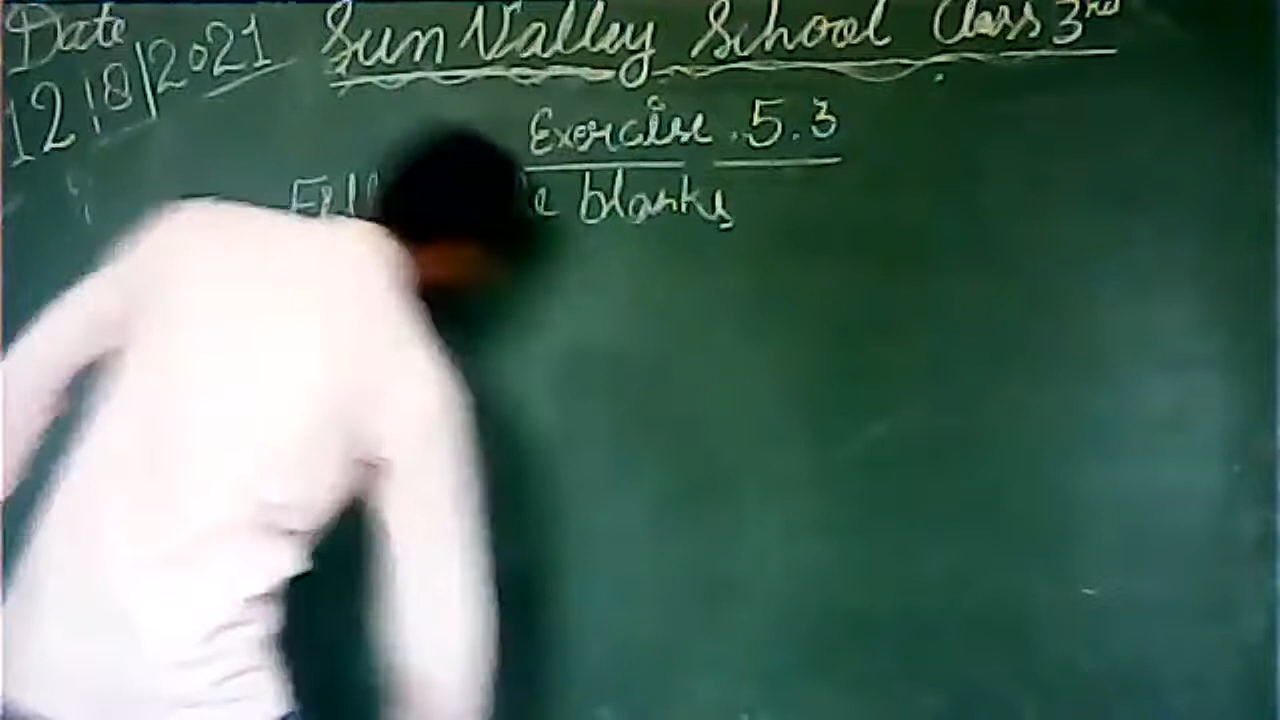 Date
12/8/2021
Sun Valley School Class 3rd
Exercise .5.3
blanks